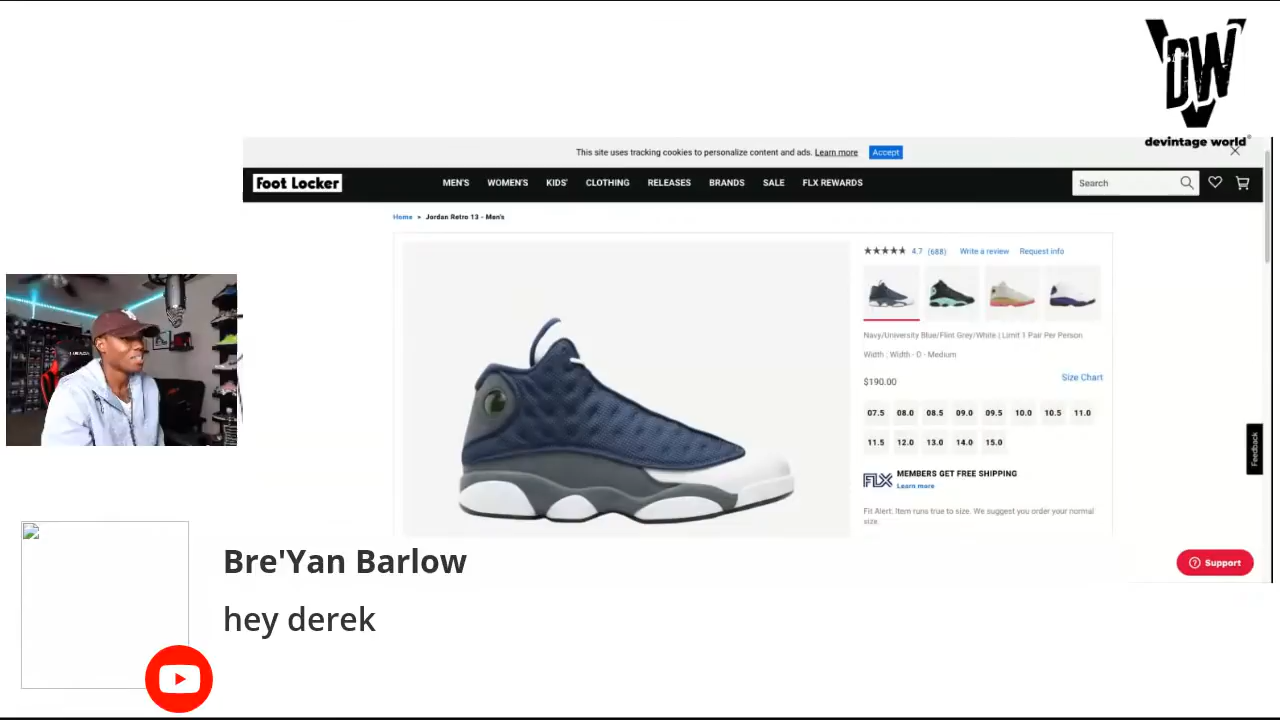 DW
devintage world®
This site uses tracking cookies to personalize content and ads. Learn more Accept
Foot Locker MEN'S WOMEN'S KIDS' CLOTHING RELEASES BRANDS SALE FLX REWARDS Search
Home > Jordan Retro 13 - Men's
4.7 (688) Write a review Request info
Navy/University Blue/Flint Grey/White | Limit 1 Pair Per Person
Width : Width - D - Medium
$190.00 Size Chart
07.5 08.0 08.5 09.0 09.5 10.0 10.5 11.0
11.5 12.0 13.0 14.0 15.0
Feedback
FLX MEMBERS GET FREE SHIPPING
Learn more
Fit Alert: Item runs true to size. We suggest you order your normal
size.
Support
Bre'Yan Barlow
hey derek